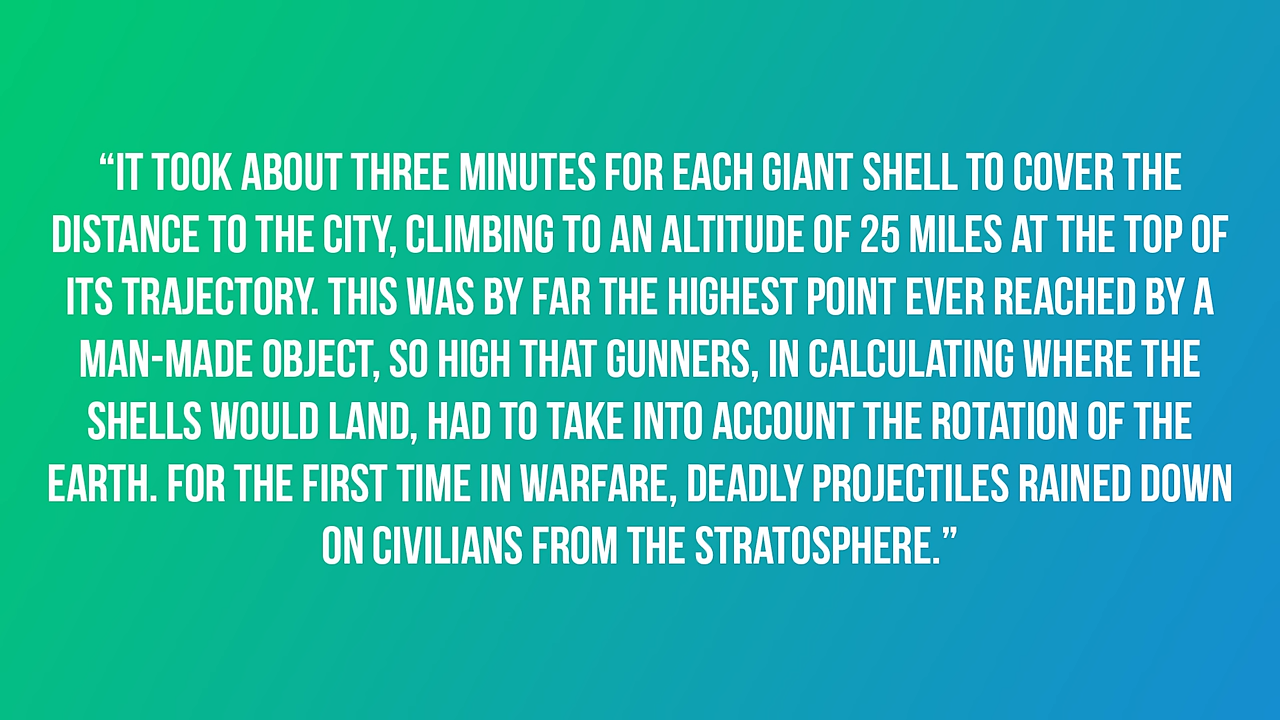 “IT TOOK ABOUT THREE MINUTES FOR EACH GIANT SHELL TO COVER THE
DISTANCE TO THE CITY, CLIMBING TO AN ALTITUDE OF 25 MILES AT THE TOP OF
ITS TRAJECTORY. THIS WAS BY FAR THE HIGHEST POINT EVER REACHED BY A
MAN-MADE OBJECT, SO HIGH THAT GUNNERS, IN CALCULATING WHERE THE
SHELLS WOULD LAND, HAD TO TAKE INTO ACCOUNT THE ROTATION OF THE
EARTH. FOR THE FIRST TIME IN WARFARE, DEADLY PROJECTILES RAINED DOWN
ON CIVILIANS FROM THE STRATOSPHERE.”